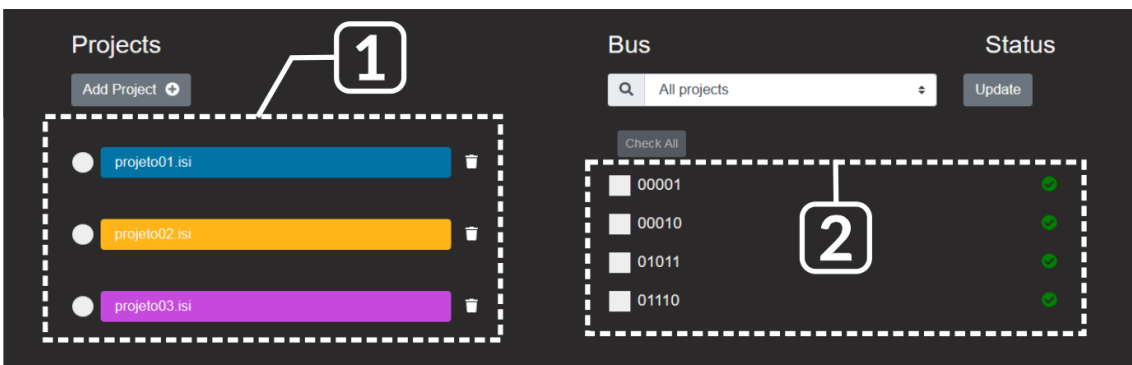 Projects
Add Project
1
projeto01.isi
projeto02.isi
projeto03.isi
Bus
Status
All projects
Update
Check All
00001
00010
2
01011
01110